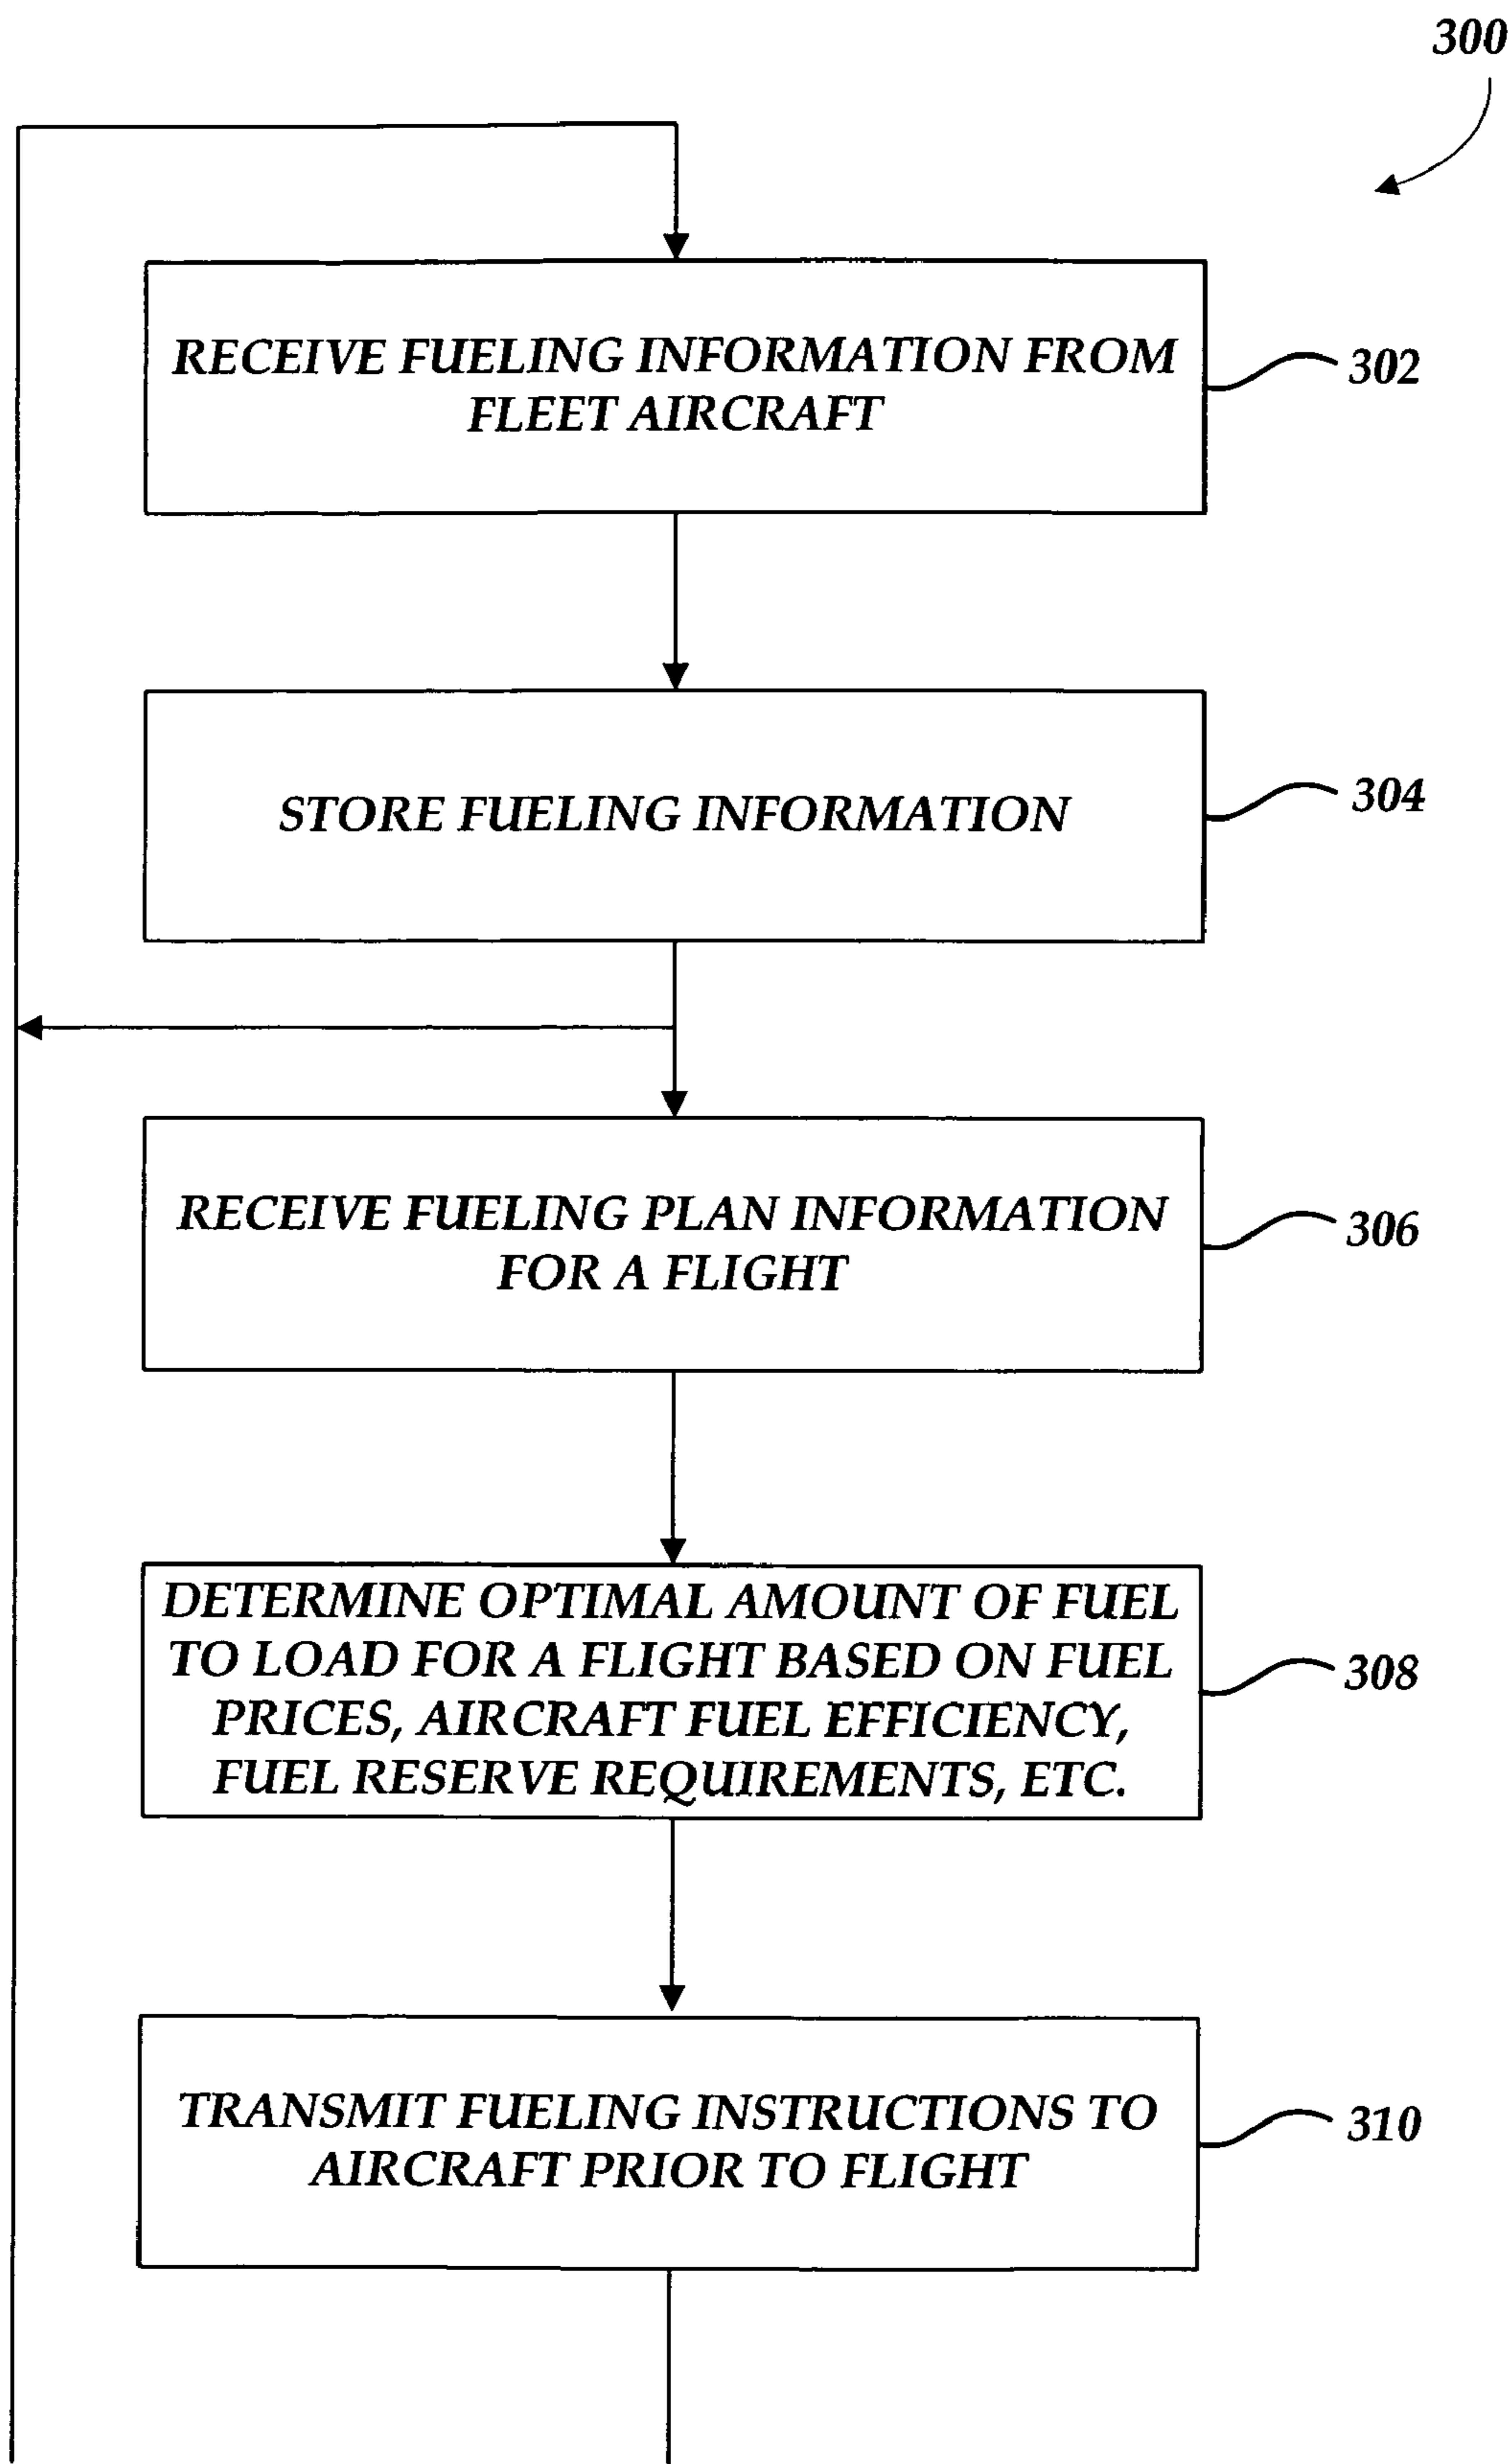 300
RECEIVE FUELING INFORMATION FROM
FLEET AIRCRAFT
302
STORE FUELING INFORMATION
304
RECEIVE FUELING PLAN INFORMATION
FOR A FLIGHT
306
DETERMINE OPTIMAL AMOUNT OF FUEL
TO LOAD FOR A FLIGHT BASED ON FUEL
PRICES, AIRCRAFT FUEL EFFICIENCY,
FUEL RESERVE REQUIREMENTS, ETC.
308
TRANSMIT FUELING INSTRUCTIONS TO
AIRCRAFT PRIOR TO FLIGHT
310